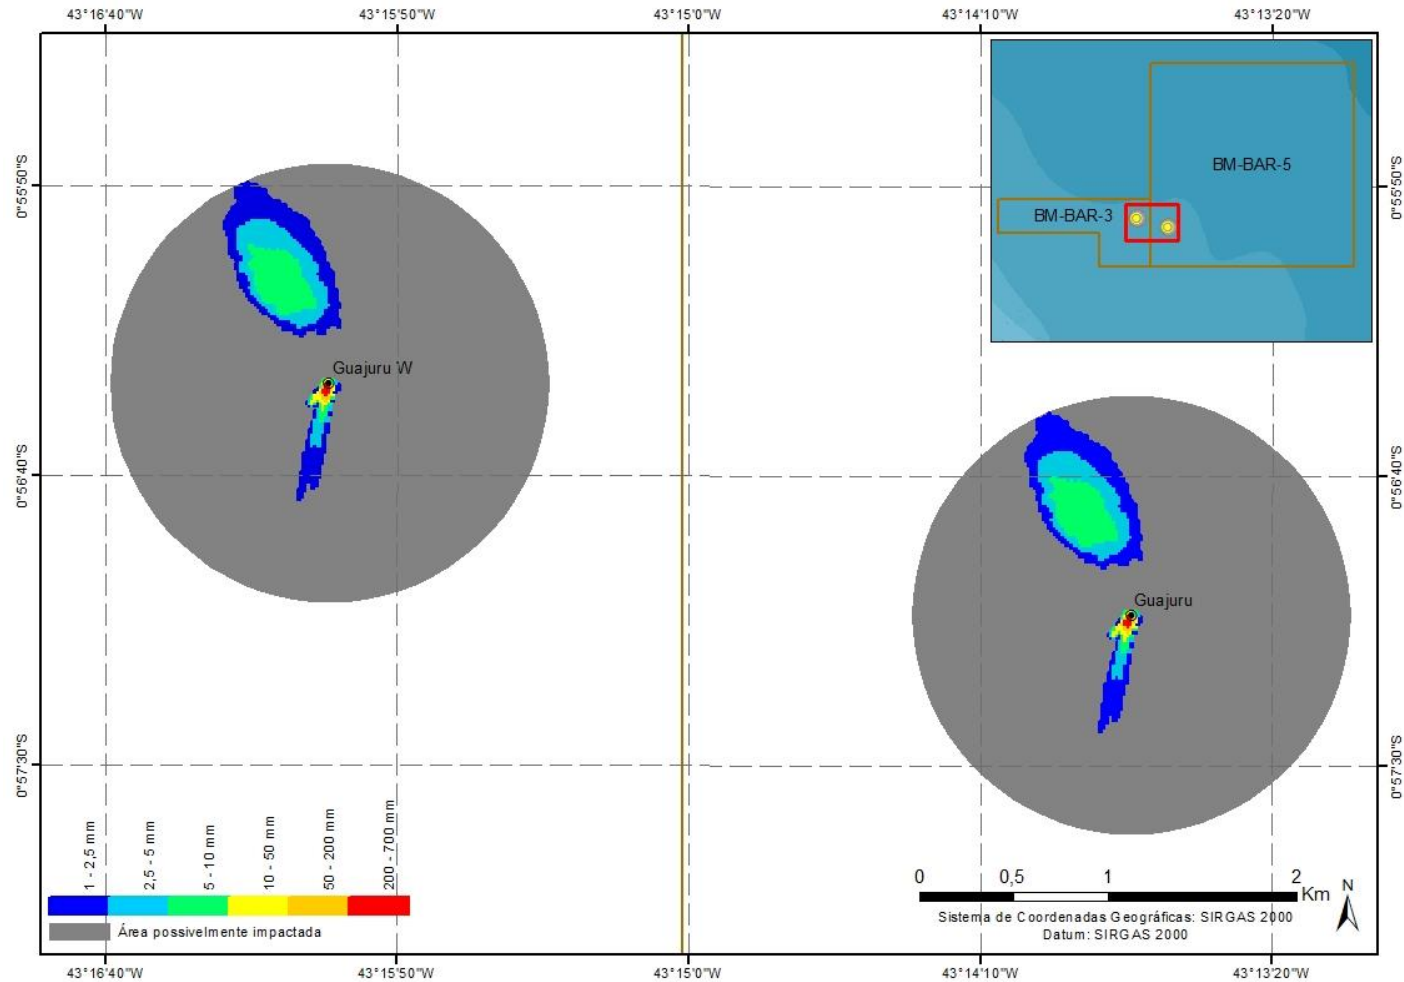 43°16'40"W 43°15'50"W 43°15'0"W 43°14'10"W 43°13'20"W
0°55'50"S
0°56'40"S
0°57'30"S
BM-BAR-5
BM-BAR-3
0°55'50"S
0°56'40"S
0°57'30"S
Guajuru W
Guajuru
1 - 2,5 mm
2,5 - 5 mm
5 - 10 mm
10 - 50 mm
50 - 200 mm
200 - 700 mm
Área possivelmente impactada
0 0,5 1 2
Km
N
Sistema de Coordenadas Geográficas: SIRGAS 2000
Datum: SIRGAS 2000
43°16'40"W 43°15'50"W 43°15'0"W 43°14'10"W 43°13'20"W